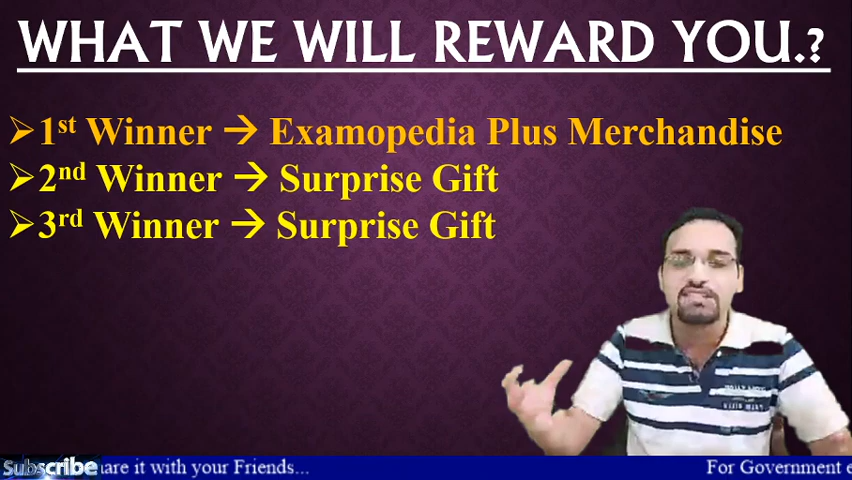 WHAT WE WILL REWARD YOU.?
➢1st Winner → Examopedia Plus Merchandise
➢2nd Winner → Surprise Gift
➢3rd Winner → Surprise Gift
Subscribe are it with your Friends... For Government